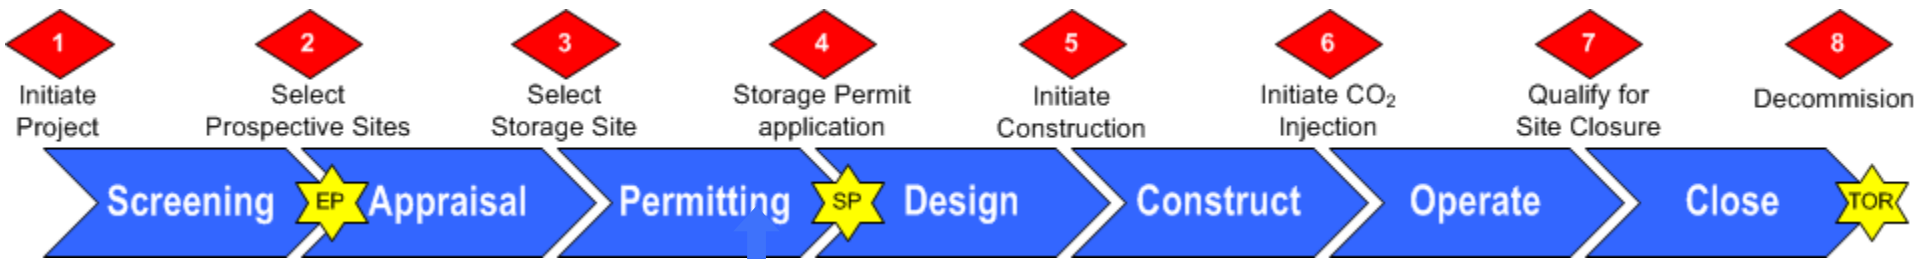 1 2 3 4 5 6 7 8
Initiate Select Select Storage Permit Initiate Initiate CO₂ Qualify for Decommision
Project Prospective Sites Storage Site application Construction Injection Site Closure
Screening EP Appraisal Permitting SP Design Construct Operate Close TOR